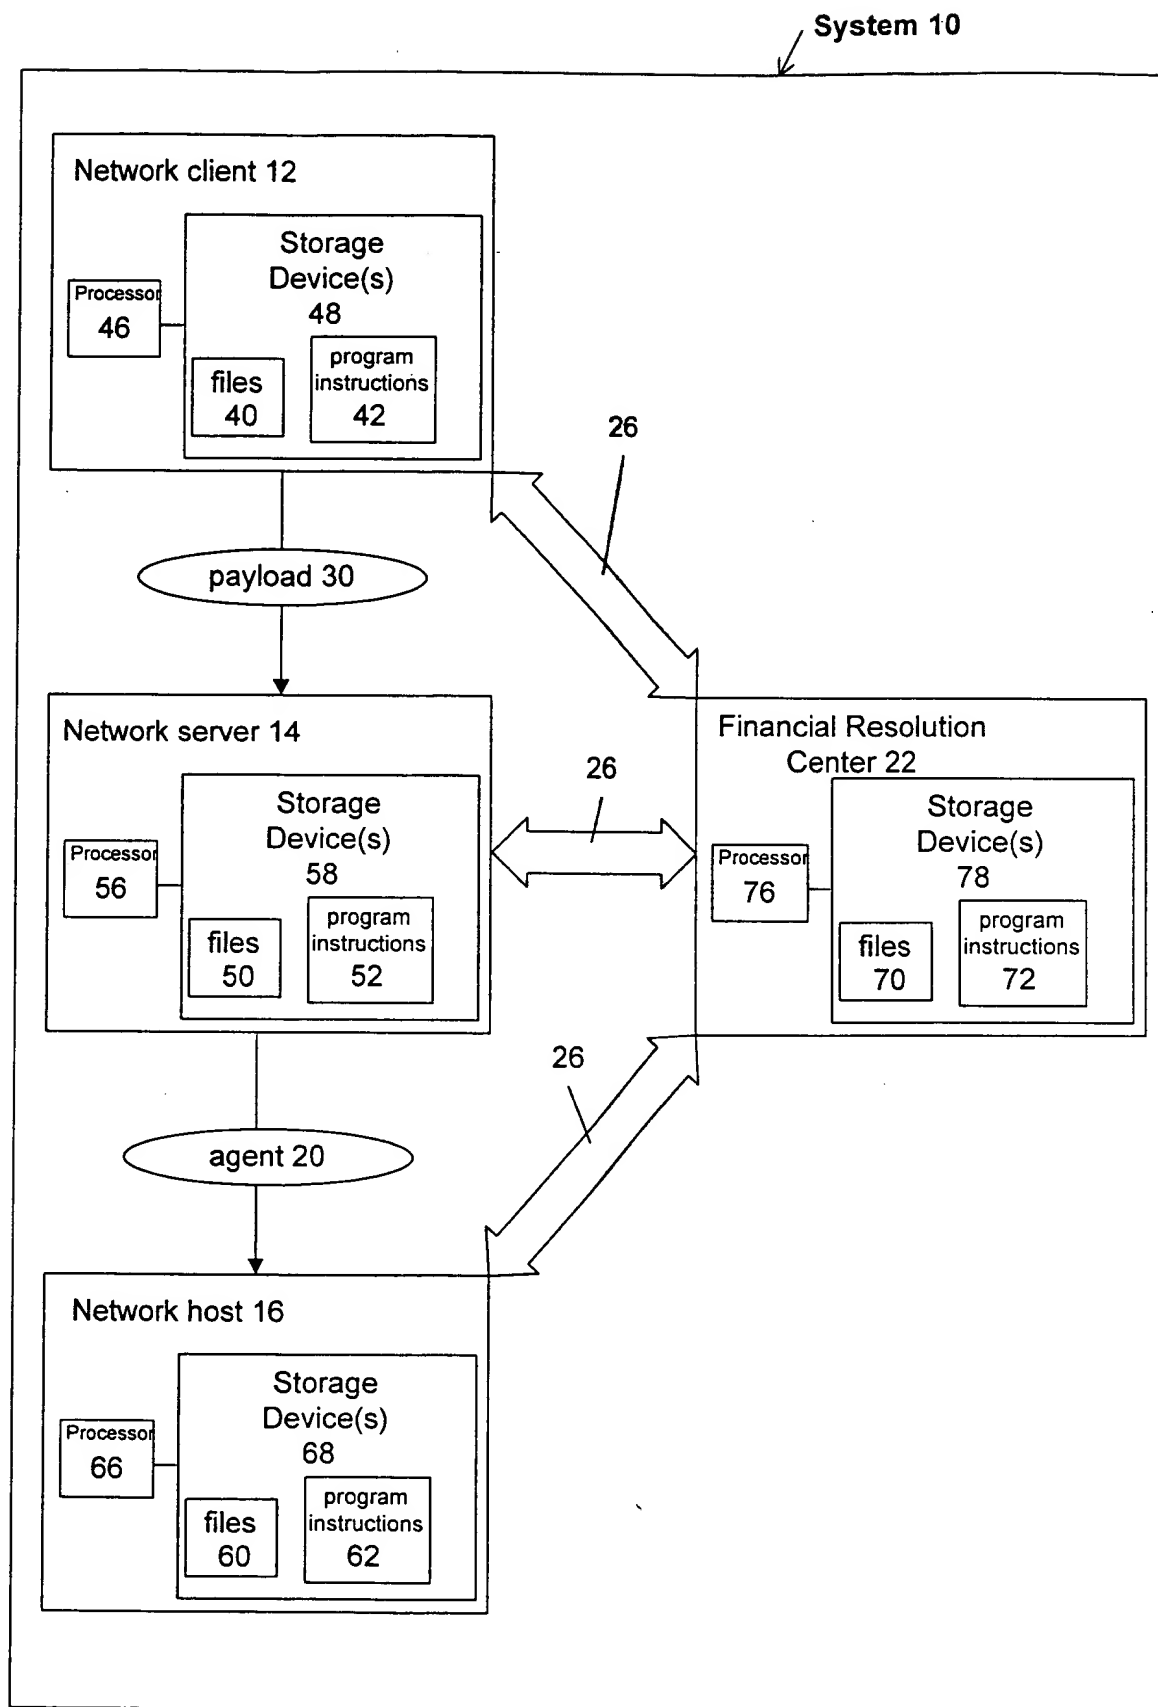 System 10
Network client 12
Storage
Device(s)
48
Processor
46
files
40
program
instructions
42
26
payload 30
Network server 14
Storage
Device(s)
58
Processor
56
files
50
program
instructions
52
26
Financial Resolution
Center 22
Storage
Device(s)
78
Processor
76
files
70
program
instructions
72
26
agent 20
Network host 16
Storage
Device(s)
68
Processor
66
files
60
program
instructions
62